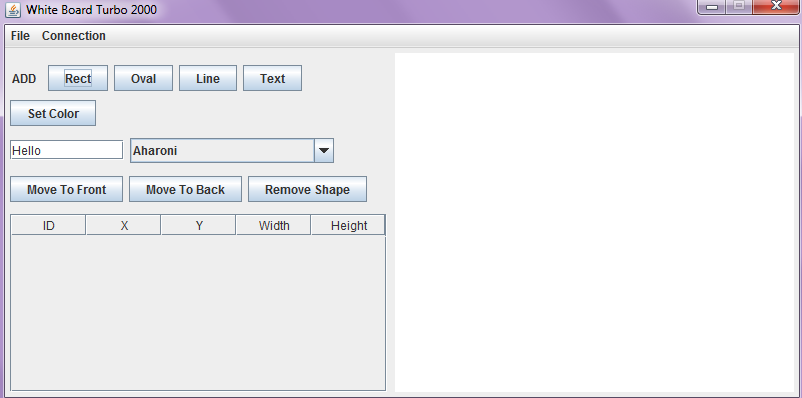 White Board Turbo 2000
File Connection
ADD Rect Oval Line Text
Set Color
Hello Aharoni
Move To Front Move To Back Remove Shape
ID X Y Width Height